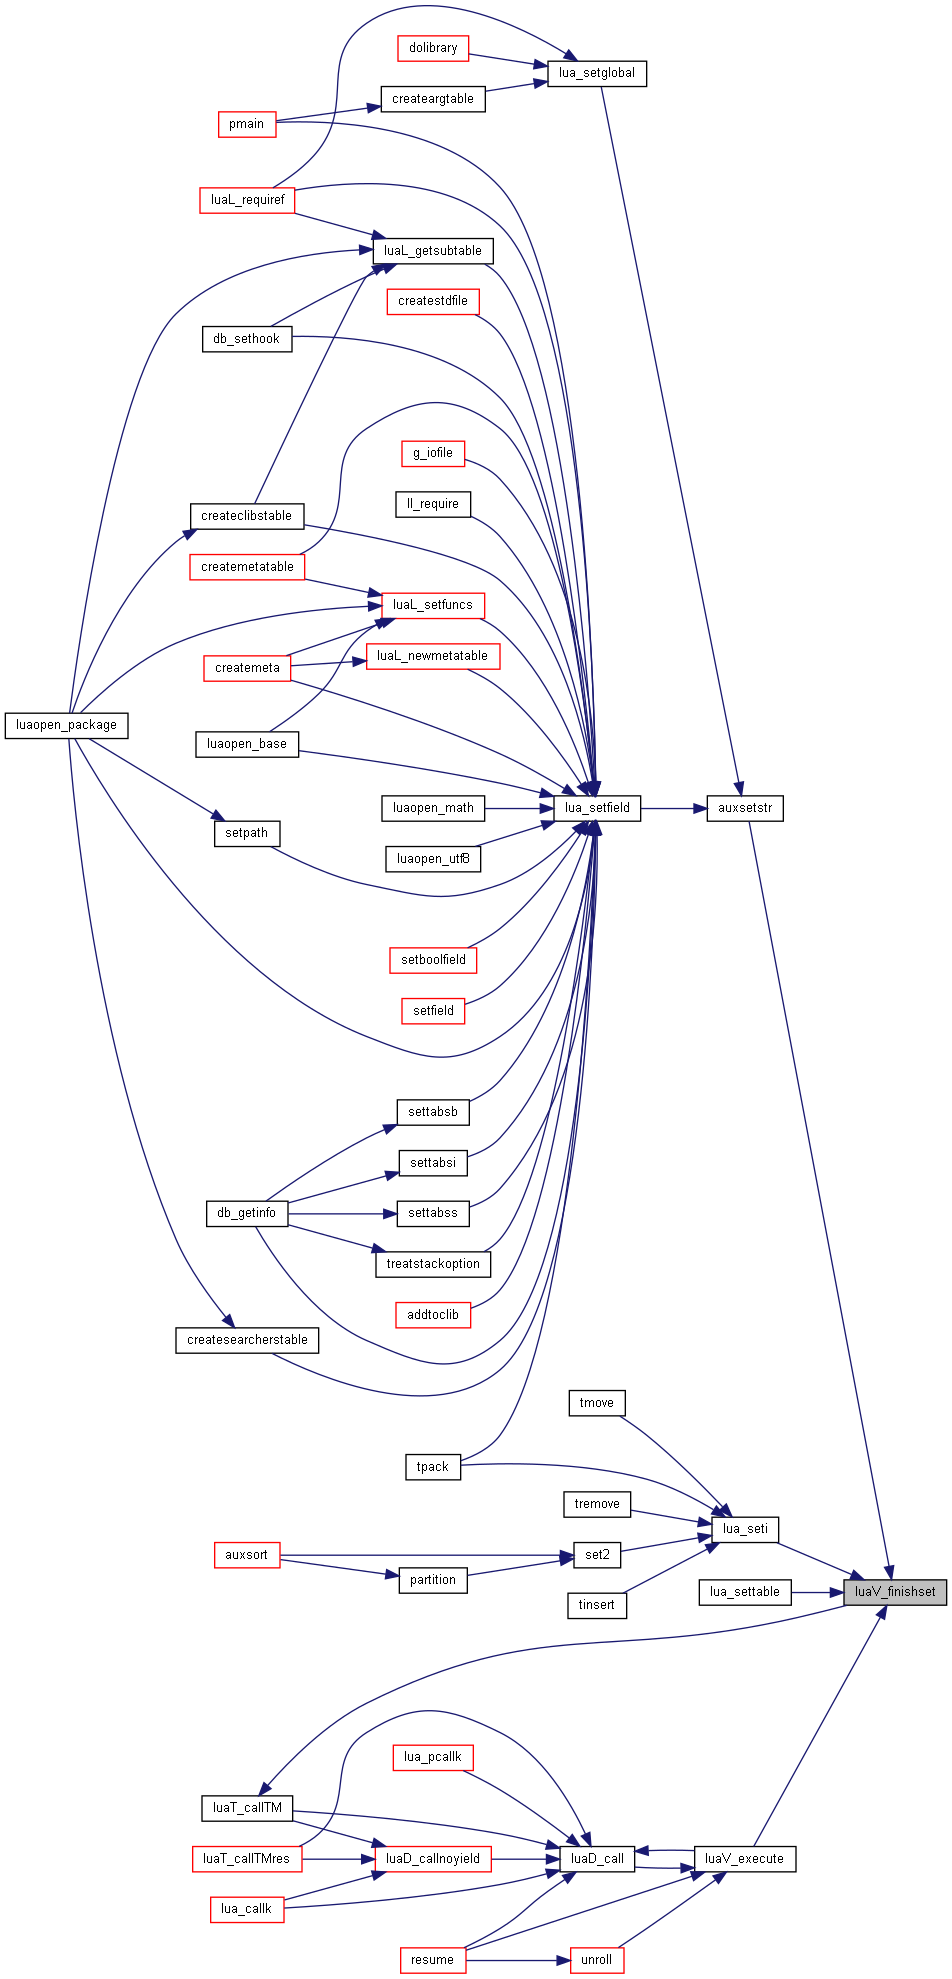 dolibrary
lua_setglobal
createargtable
pmain
luaL_requiref
luaL_getsubtable
createstdfile
db_sethook
g_iofile
ll_require
createclibstable
createmetatable
luaL_setfuncs
luaL_newmetatable
createmeta
luaopen_package
luaopen_base
lua_setfield
auxsetstr
luaopen_math
setpath
luaopen_utf8
setboolfield
setfield
settabsb
settabsi
db_getinfo
settabss
treatstackoption
addtoclib
createsearcherstable
tmove
tpack
tremove
lua_seti
auxsort
set2
partition
lua_settable
luaV_finishset
tinsert
lua_pcallk
luaT_callTM
luaT_callTMres
luaD_callnoyield
luaD_call
luaV_execute
lua_callk
resume
unroll